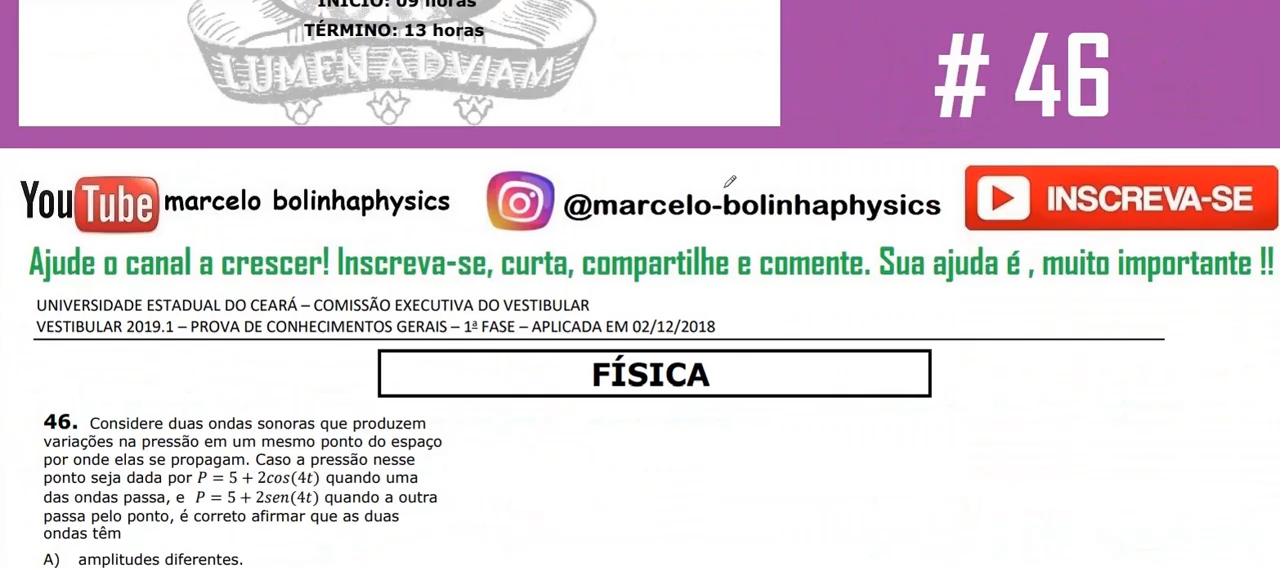 INÍCIO: 09 horas
TÉRMINO: 13 horas
LUMEN AD VIAM
# 46
YouTube marcelo bolinhaphysics
@marcelo-bolinhaphysics
INSCREVA-SE
Ajude o canal a crescer! Inscreva-se, curta, compartilhe e comente. Sua ajuda é , muito importante !!
UNIVERSIDADE ESTADUAL DO CEARÁ – COMISSÃO EXECUTIVA DO VESTIBULAR
VESTIBULAR 2019.1 – PROVA DE CONHECIMENTOS GERAIS – 1ª FASE – APLICADA EM 02/12/2018
FÍSICA
46. Considere duas ondas sonoras que produzem
variações na pressão em um mesmo ponto do espaço
por onde elas se propagam. Caso a pressão nesse
ponto seja dada por P = 5 + 2cos(4t) quando uma
das ondas passa, e P = 5 + 2sen(4t) quando a outra
passa pelo ponto, é correto afirmar que as duas
ondas têm
A) amplitudes diferentes.